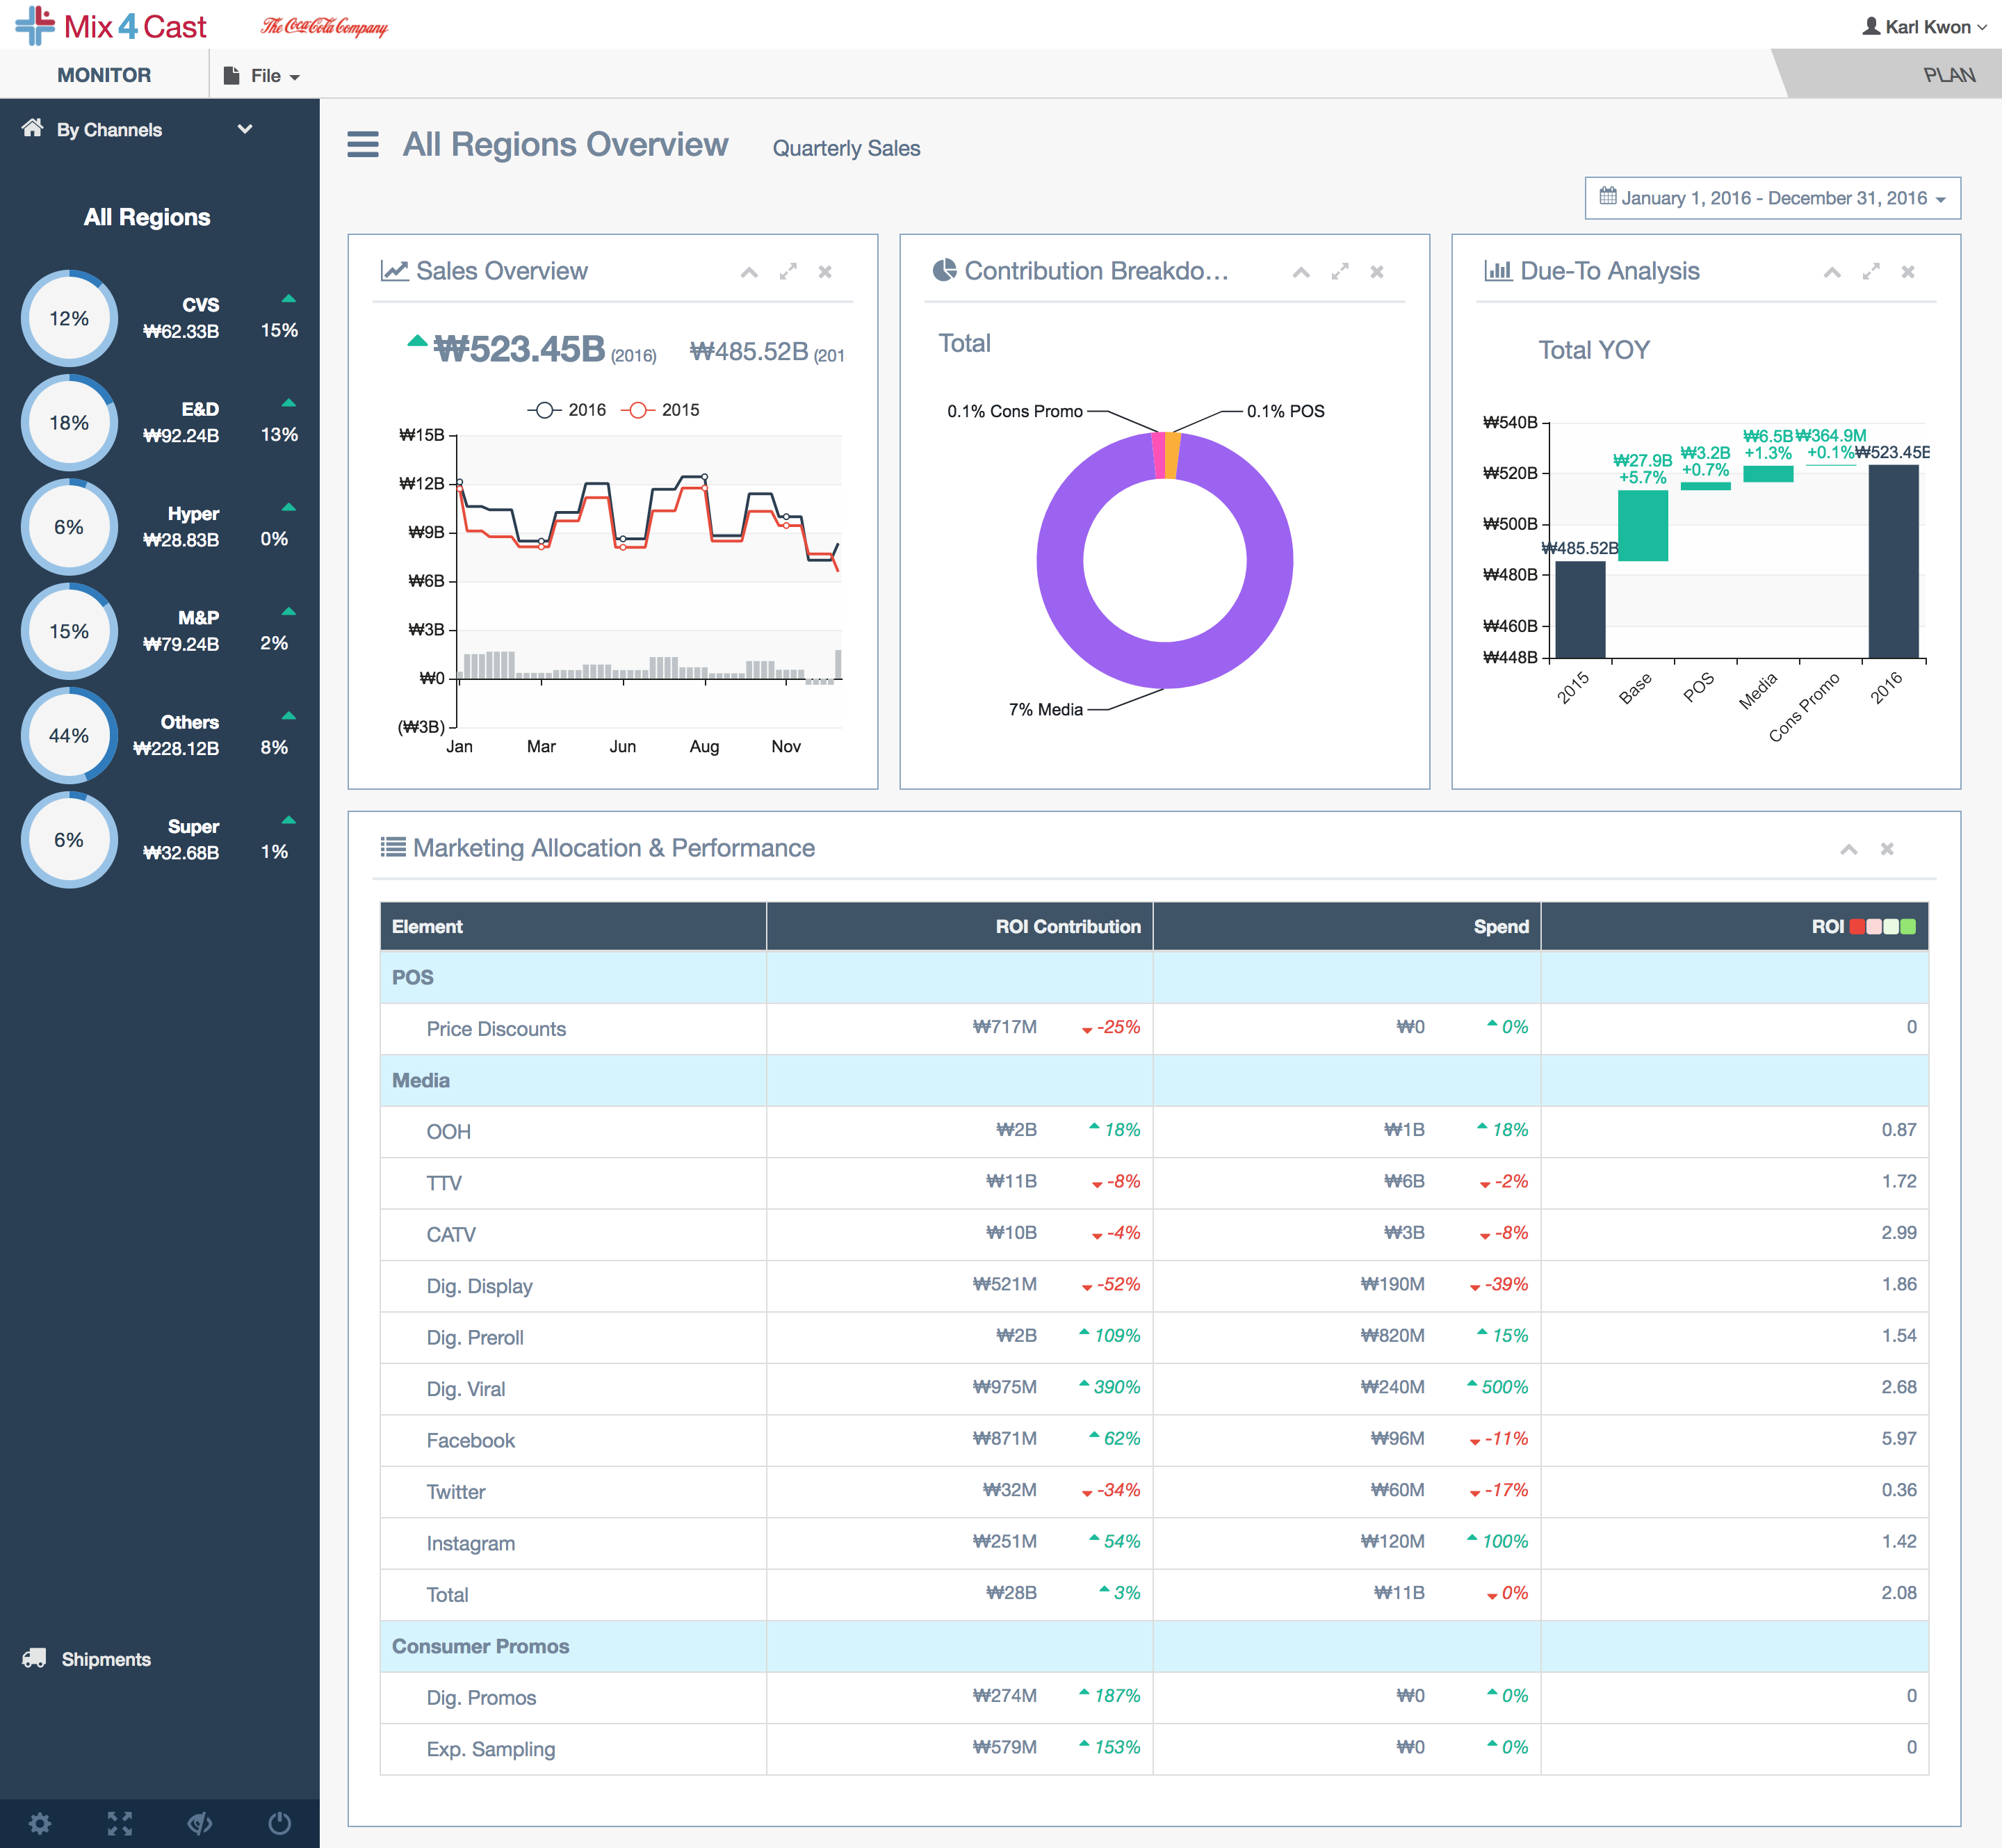 Mix 4 Cast
The Coca-Cola Company
Karl Kwon
MONITOR
File
PLAN
By Channels
All Regions
12%
CVS
₩62.33B
15%
18%
E&D
₩92.24B
13%
6%
Hyper
₩28.83B
0%
15%
M&P
₩79.24B
2%
44%
Others
₩228.12B
8%
6%
Super
₩32.68B
1%
Shipments
All Regions Overview
Quarterly Sales
January 1, 2016 - December 31, 2016
Sales Overview
₩523.45B (2016)
₩485.52B (201
2016
2015
₩15B
₩12B
₩9B
₩6B
₩3B
₩0
(₩3B)
Jan
Mar
Jun
Aug
Nov
Contribution Breakdo...
Total
0.1% Cons Promo
0.1% POS
7% Media
Due-To Analysis
Total YOY
₩540B
₩520B
₩500B
₩480B
₩460B
₩448B
₩485.52B
₩27.9B
+5.7%
₩3.2B
+0.7%
₩6.5B
+1.3%
₩364.9M
+0.1%
₩523.45B
2015
Base
POS
Media
Cons Promo
2016
Marketing Allocation & Performance
Element ROI Contribution Spend ROI
POS
Price Discounts ₩717M -25% ₩0 0% 0
Media
OOH ₩2B 18% ₩1B 18% 0.87
TTV ₩11B -8% ₩6B -2% 1.72
CATV ₩10B -4% ₩3B -8% 2.99
Dig. Display ₩521M -52% ₩190M -39% 1.86
Dig. Preroll ₩2B 109% ₩820M 15% 1.54
Dig. Viral ₩975M 390% ₩240M 500% 2.68
Facebook ₩871M 62% ₩96M -11% 5.97
Twitter ₩32M -34% ₩60M -17% 0.36
Instagram ₩251M 54% ₩120M 100% 1.42
Total ₩28B 3% ₩11B 0% 2.08
Consumer Promos
Dig. Promos ₩274M 187% ₩0 0% 0
Exp. Sampling ₩579M 153% ₩0 0% 0